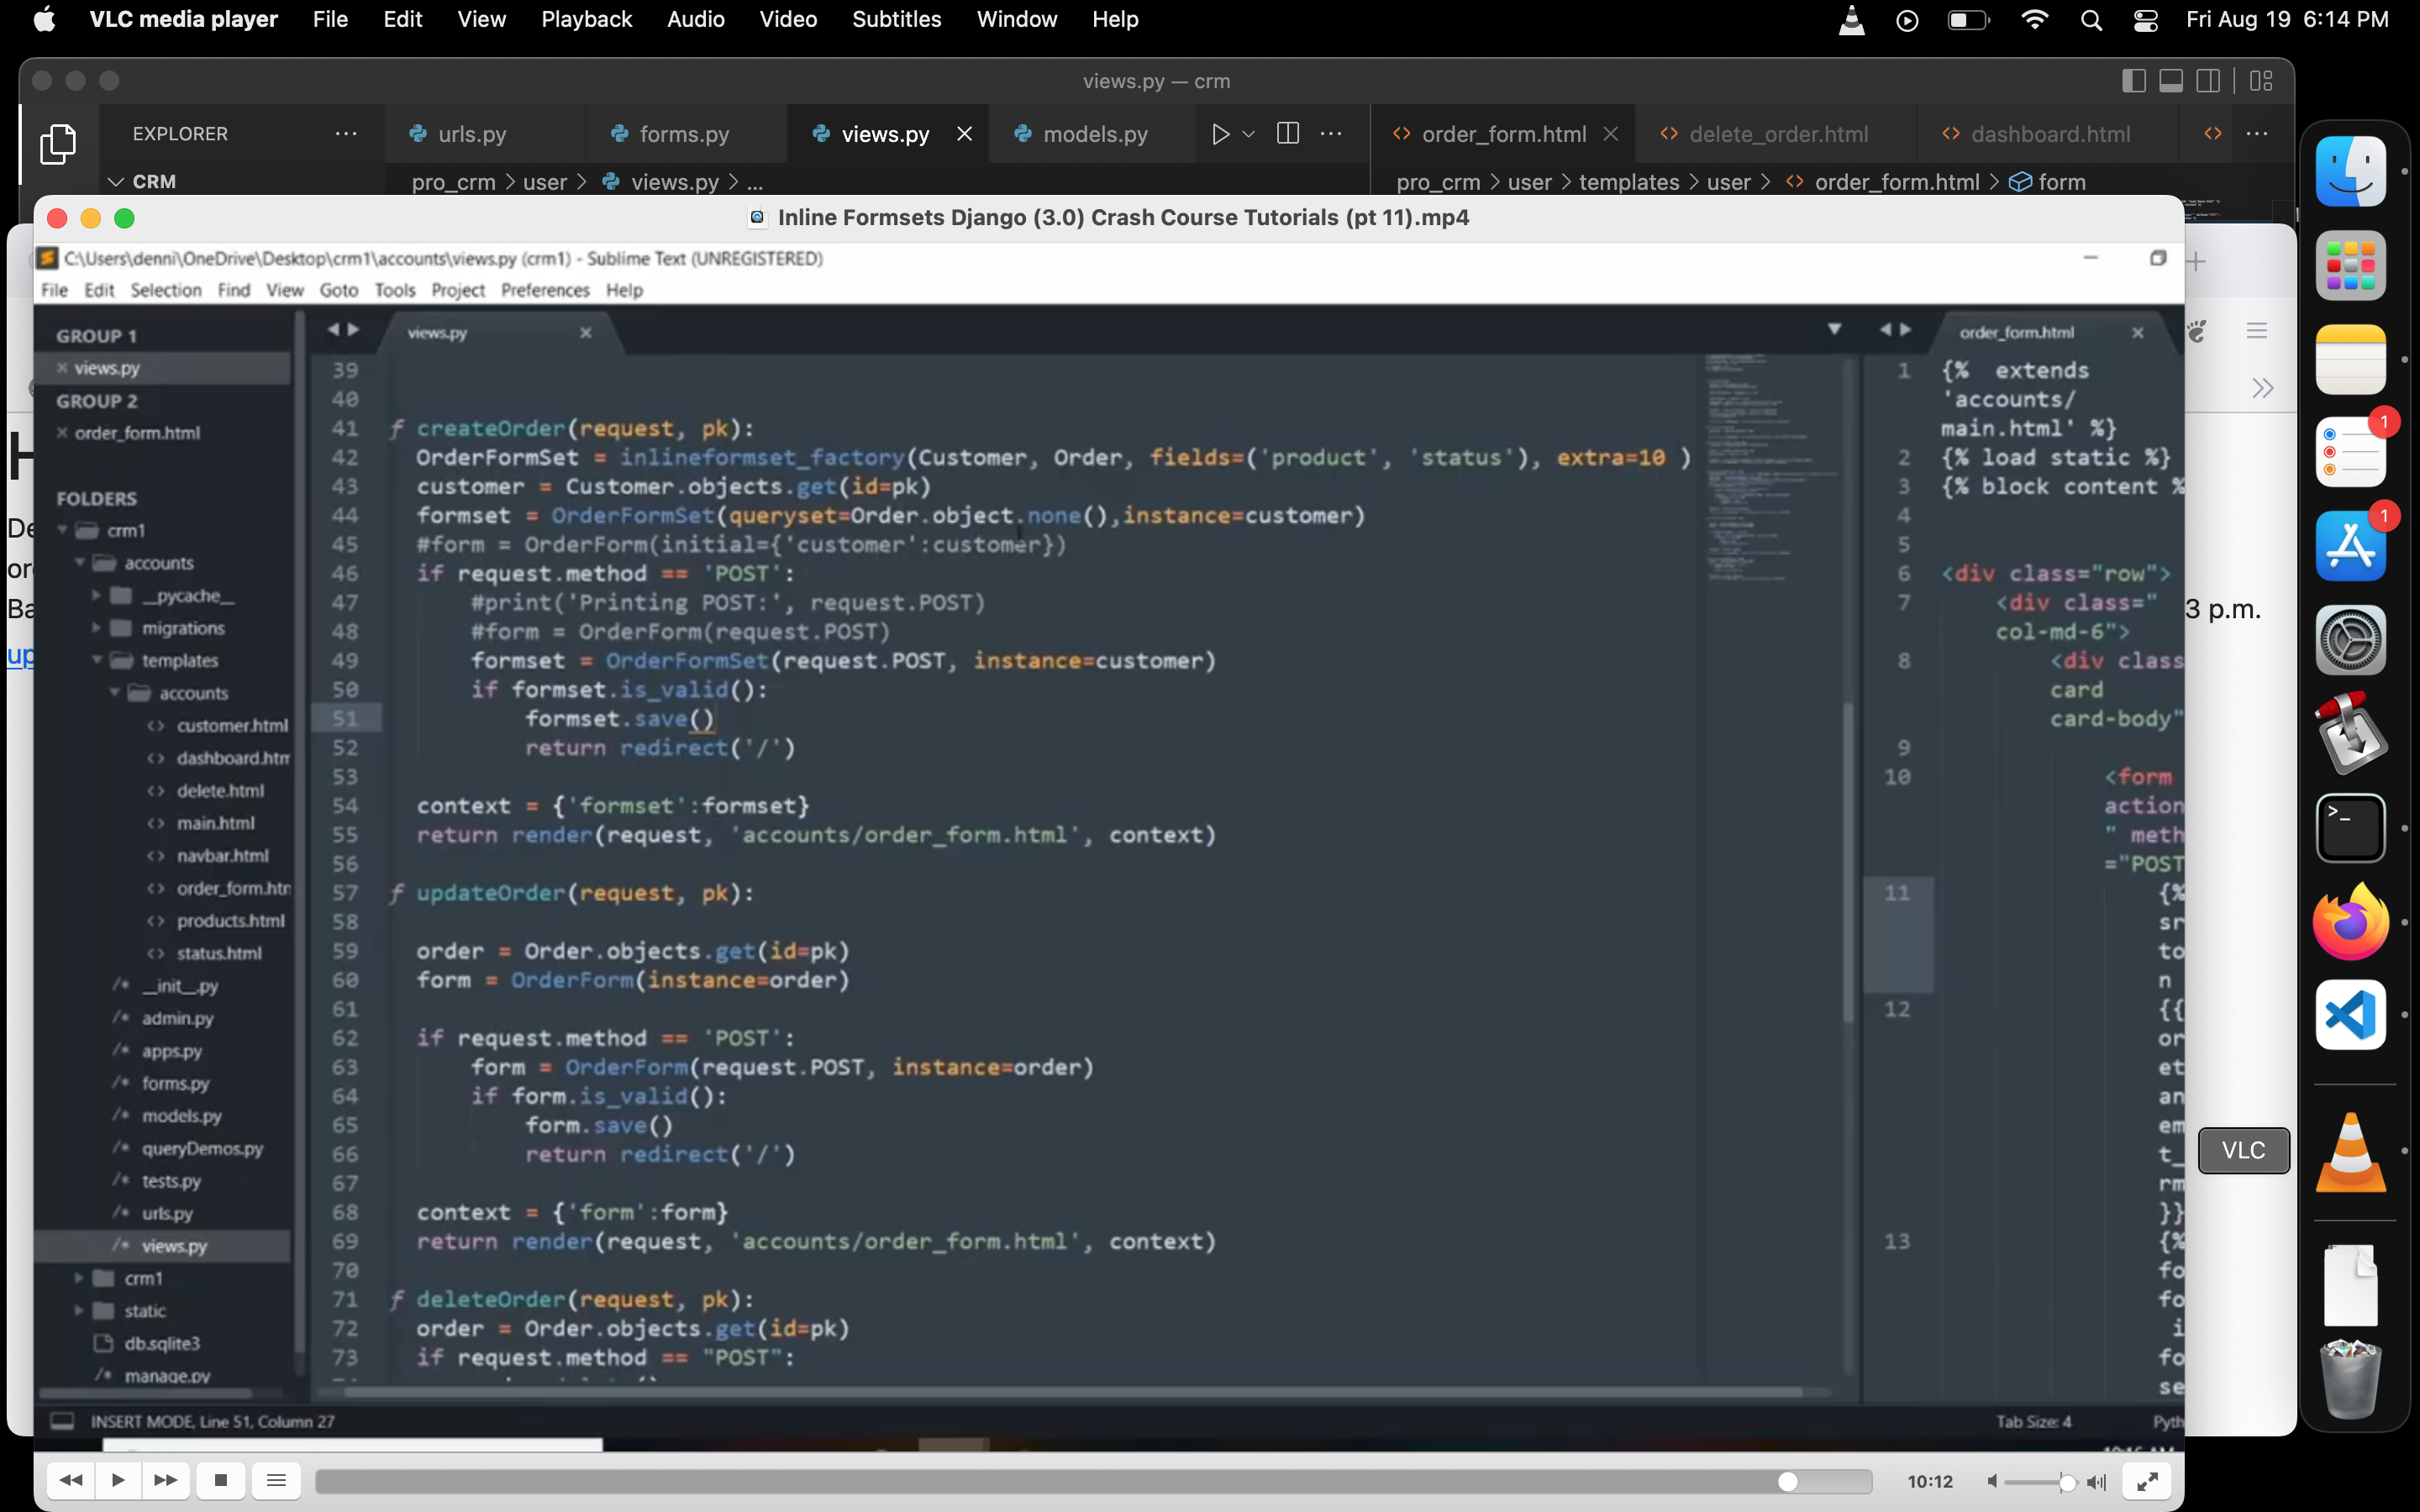 VLC media player File Edit View Playback Audio Video Subtitles Window Help Fri Aug 19 6:14 PM
views.py — crm
EXPLORER urls.py forms.py views.py models.py order_form.html delete_order.html dashboard.html
CRM pro_crm > user > views.py > ... pro_crm > user > templates > user > order_form.html > form
Inline Formsets Django (3.0) Crash Course Tutorials (pt 11).mp4
C:\Users\denni\OneDrive\Desktop\crm1\accounts\views.py (crm1) - Sublime Text (UNREGISTERED)
File Edit Selection Find View Goto Tools Project Preferences Help
GROUP 1
views.py
GROUP 2
order_form.html
FOLDERS
crm1
accounts
__pycache__
migrations
templates
accounts
customer.html
dashboard.htm
delete.html
main.html
navbar.html
order_form.htm
products.html
status.html
__init__.py
admin.py
apps.py
forms.py
models.py
queryDemos.py
tests.py
urls.py
views.py
crm1
static
db.sqlite3
manage.py
views.py
39
40
41 f createOrder(request, pk):
42 OrderFormSet = inlineformset_factory(Customer, Order, fields=('product', 'status'), extra=10 )
43 customer = Customer.objects.get(id=pk)
44 formset = OrderFormSet(queryset=Order.object.none(),instance=customer)
45 #form = OrderForm(initial={'customer':customer})
46 if request.method == 'POST':
47 #print('Printing POST:', request.POST)
48 #form = OrderForm(request.POST)
49 formset = OrderFormSet(request.POST, instance=customer)
50 if formset.is_valid():
51 formset.save()
52 return redirect('/')
53
54 context = {'formset':formset}
55 return render(request, 'accounts/order_form.html', context)
56
57 f updateOrder(request, pk):
58
59 order = Order.objects.get(id=pk)
60 form = OrderForm(instance=order)
61
62 if request.method == 'POST':
63 form = OrderForm(request.POST, instance=order)
64 if form.is_valid():
65 form.save()
66 return redirect('/')
67
68 context = {'form':form}
69 return render(request, 'accounts/order_form.html', context)
70
71 f deleteOrder(request, pk):
72 order = Order.objects.get(id=pk)
73 if request.method == "POST":
order_form.html
1 {% extends
'accounts/
main.html' %}
2 {% load static %}
3 {% block content %
4
5
6 <div class="row">
7 <div class="
col-md-6">
8 <div class
card
card-body"
9
10 <form
action
" meth
="POST
11 {%
sr
to
n
12 {{
or
et
an
em
t_
rm
}}
13 {%
fo
fo
i
fo
se
INSERT MODE, Line 51, Column 27 Tab Size: 4 Pyth
H
De
or
Ba
up
3 p.m.
1
1
VLC
10:12